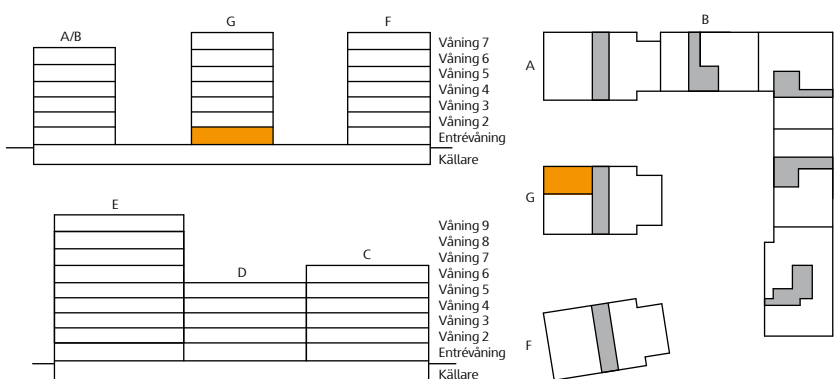 A/B
G
F
Våning 7
Våning 6
Våning 5
Våning 4
Våning 3
Våning 2
Entrévåning
Källare
E
D
C
Våning 9
Våning 8
Våning 7
Våning 6
Våning 5
Våning 4
Våning 3
Våning 2
Entrévåning
Källare
B
A
G
F